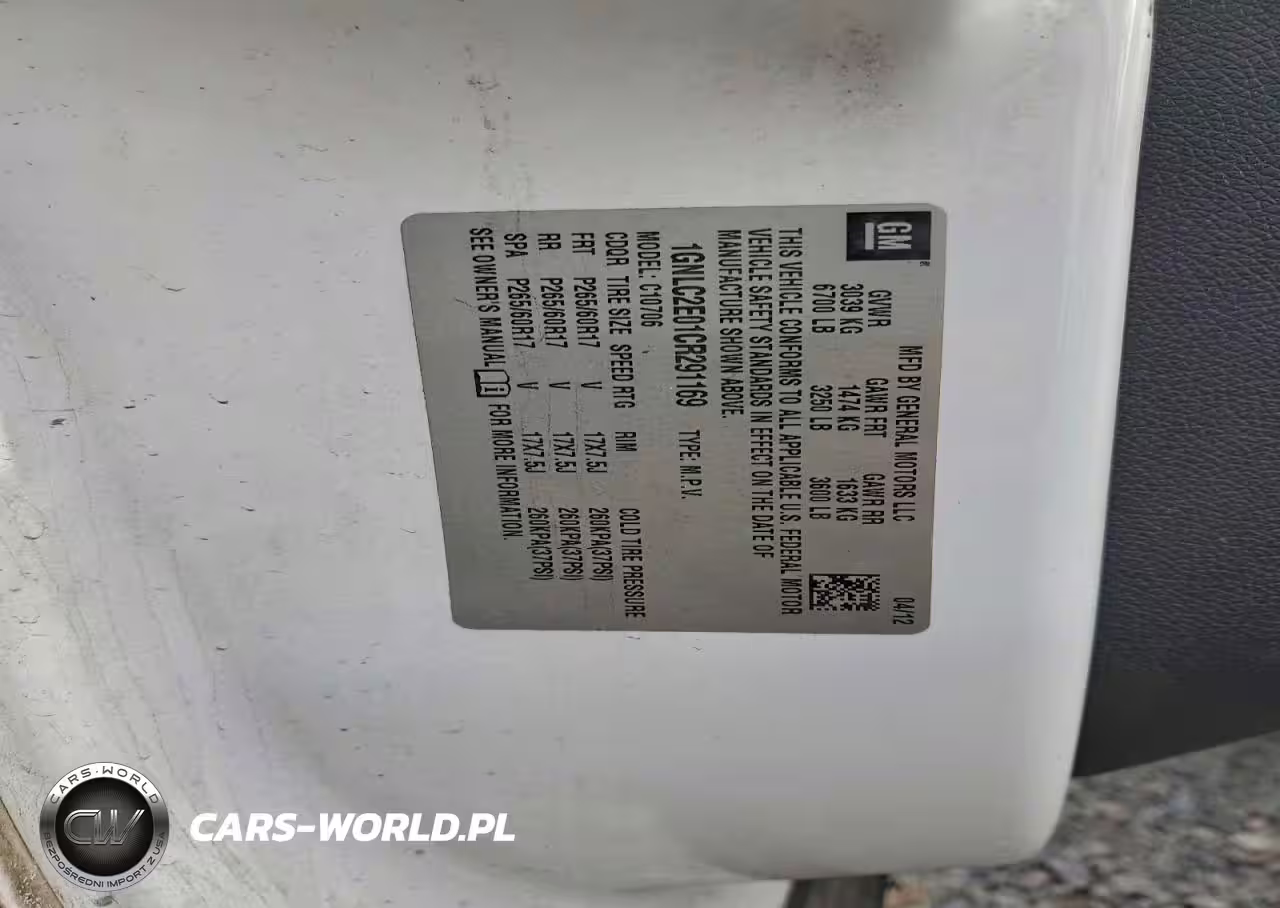 GM
MFD BY GENERAL MOTORS LLC 04/12
GVWR GAWR FRT GAWR RR
3039 KG 1474 KG 1633 KG
6700 LB 3250 LB 3600 LB
THIS VEHICLE CONFORMS TO ALL APPLICABLE U.S. FEDERAL MOTOR
VEHICLE SAFETY STANDARDS IN EFFECT ON THE DATE OF
MANUFACTURE SHOWN ABOVE.
1GNLC2E01CR291169 TYPE: M.P.V.
MODEL: C10706
CDQR TIRE SIZE SPEED RTG RIM COLD TIRE PRESSURE
FRT P265/60R17 V 17X7.5J 260KPA(37PSI)
RR P265/60R17 V 17X7.5J 260KPA(37PSI)
SPA P265/60R17 V 17X7.5J 260KPA(37PSI)
SEE OWNER'S MANUAL FOR MORE INFORMATION.
CARS-WORLD
CW
BEZPOŚREDNI IMPORT Z USA
CARS-WORLD.PL